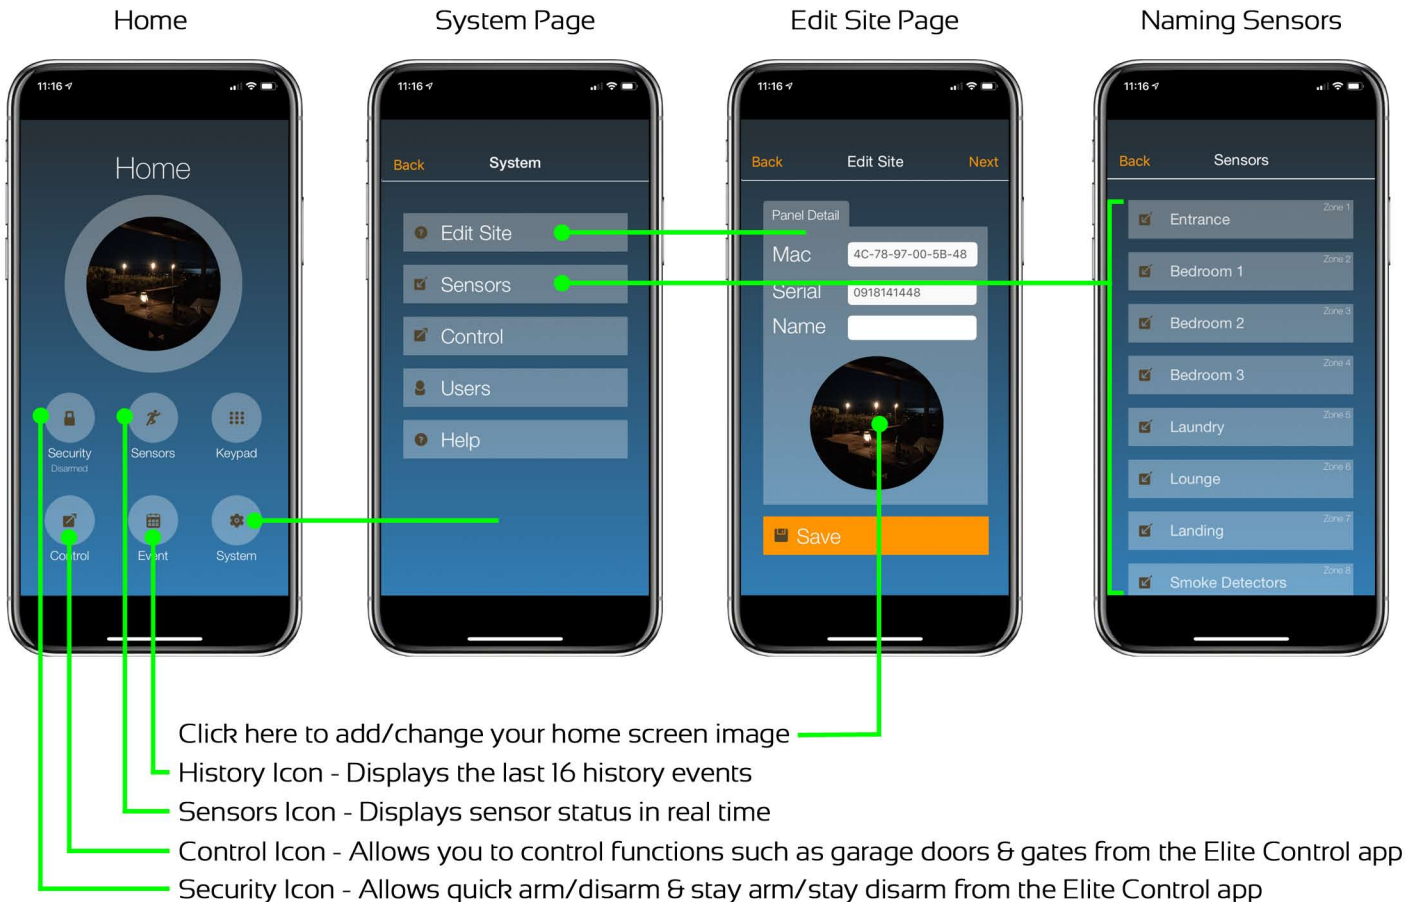 Home
System Page
Edit Site Page
Naming Sensors
11:16
Home
Security
Disarmed
Sensors
Keypad
Control
Event
System
11:16
Back
System
Edit Site
Sensors
Control
Users
Help
11:16
Back
Edit Site
Next
Panel Detail
Mac
4C-78-97-00-5B-48
Serial
0918141448
Name
Save
11:16
Back
Sensors
Zone 1
Entrance
Zone 2
Bedroom 1
Zone 3
Bedroom 2
Zone 4
Bedroom 3
Zone 5
Laundry
Zone 6
Lounge
Zone 7
Landing
Zone 8
Smoke Detectors
Click here to add/change your home screen image
History Icon - Displays the last 16 history events
Sensors Icon - Displays sensor status in real time
Control Icon - Allows you to control functions such as garage doors & gates from the Elite Control app
Security Icon - Allows quick arm/disarm & stay arm/stay disarm from the Elite Control app